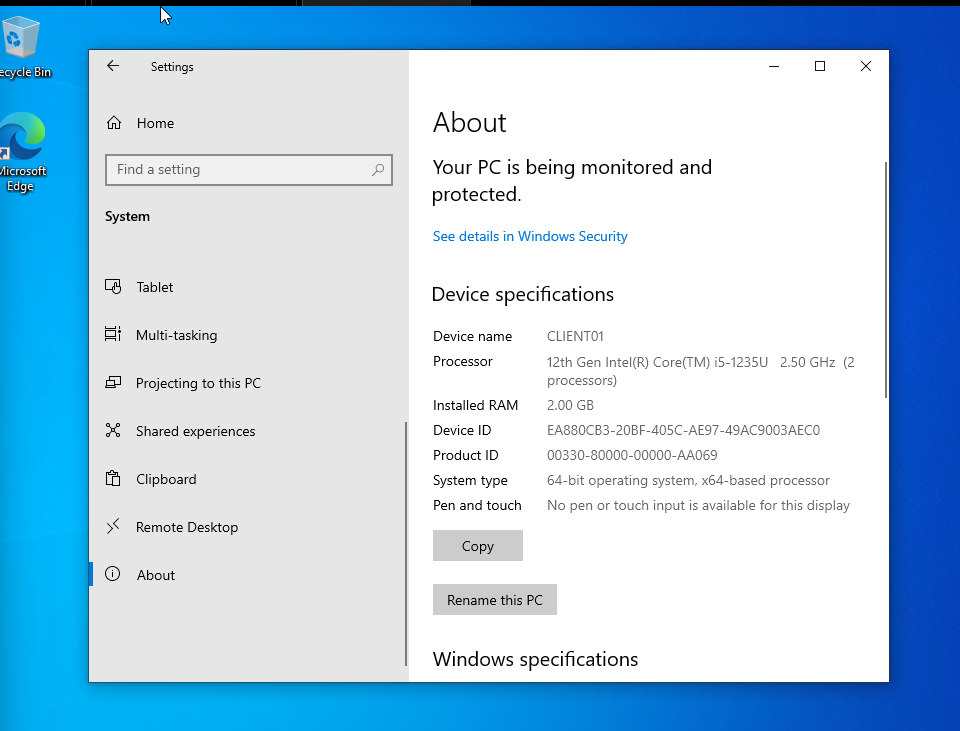 ecycle Bin
Microsoft
Edge
Settings
Home
Find a setting
System
Tablet
Multi-tasking
Projecting to this PC
Shared experiences
Clipboard
Remote Desktop
About
About
Your PC is being monitored and
protected.
See details in Windows Security
Device specifications
Device name CLIENT01
Processor 12th Gen Intel(R) Core(TM) i5-1235U 2.50 GHz (2
processors)
Installed RAM 2.00 GB
Device ID EA880CB3-20BF-405C-AE97-49AC9003AEC0
Product ID 00330-80000-00000-AA069
System type 64-bit operating system, x64-based processor
Pen and touch No pen or touch input is available for this display
Copy
Rename this PC
Windows specifications